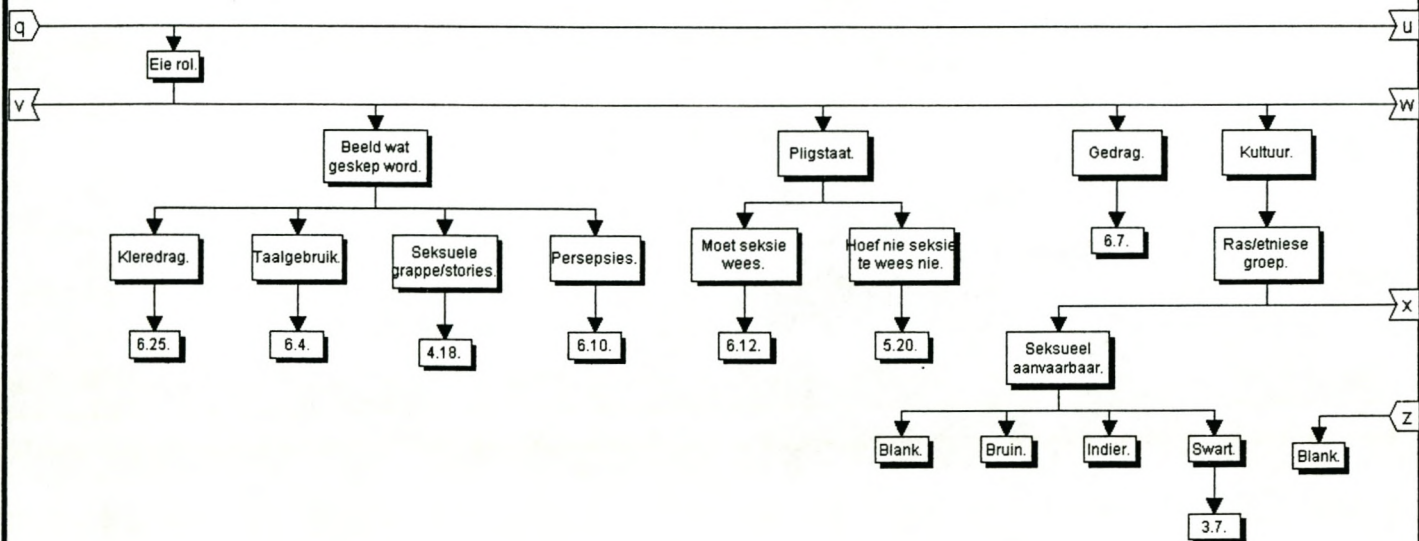 q
u
Eie rol.
v
w
Beeld wat
geskep word.
Pligstaat.
Gedrag.
Kultuur.
Kleredrag.
Taalgebruik.
Seksuele
grappe/stories.
Persepsies.
Moet seksie
wees.
Hoef nie seksie
te wees nie.
6.7.
Ras/etniese
groep.
x
6.25.
6.4.
4.18.
6.10.
6.12.
5.20.
Seksueel
aanvaarbaar.
z
Blank.
Bruin.
Indier.
Swart.
Blank.
3.7.